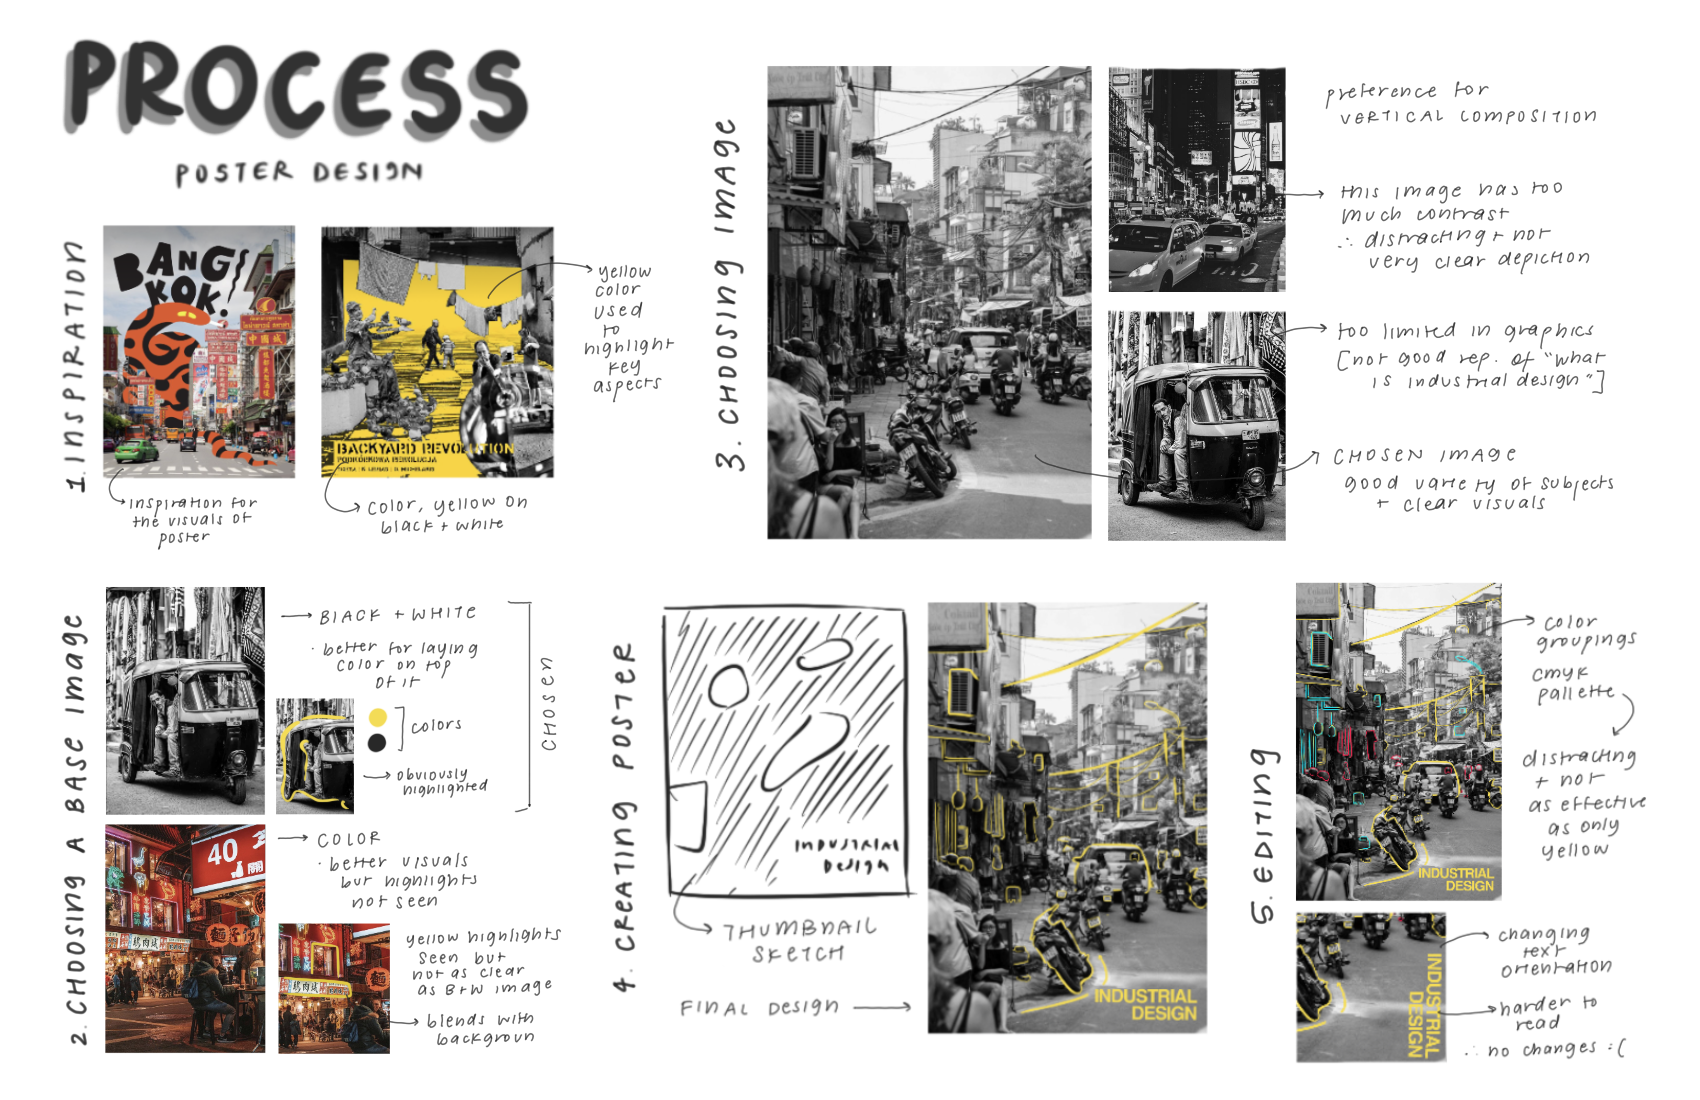 PROCESS
POSTER DESIGN
1. INSPIRATION
BANG
KOK!
BACKYARD REVOLUTION
inspiration for
the visuals of
poster
color, yellow on
black + white
yellow
color
used
to
highlight
key
aspects
2. CHOOSING A BASE IMAGE
BLACK + WHITE
· better for laying
color on top
of it
colors
obviously
highlighted
CHOSEN
COLOR
· better visuals
but highlights
not seen
40
yellow highlights
seen but
not as clear
as B+W image
blends with
backgroun
3. CHOOSING IMAGE
preference for
VERTICAL COMPOSITION
this image has too
much contrast
∴ distracting + not
very clear depiction
too limited in graphics
[not good rep. of "what
is industrial design"]
CHOSEN IMAGE
good variety of subjects
+ clear visuals
4. CREATING POSTER
INDUSTRIAL
Design
THUMBNAIL
SKETCH
FINAL Design
INDUSTRIAL
DESIGN
5. EDITING
INDUSTRIAL
DESIGN
color
groupings
cmyk
pallette
distracting
+ not
as effective
as only
yellow
INDUSTRIAL
DESIGN
changing
text
orientation
harder to
read
∴ no changes :(